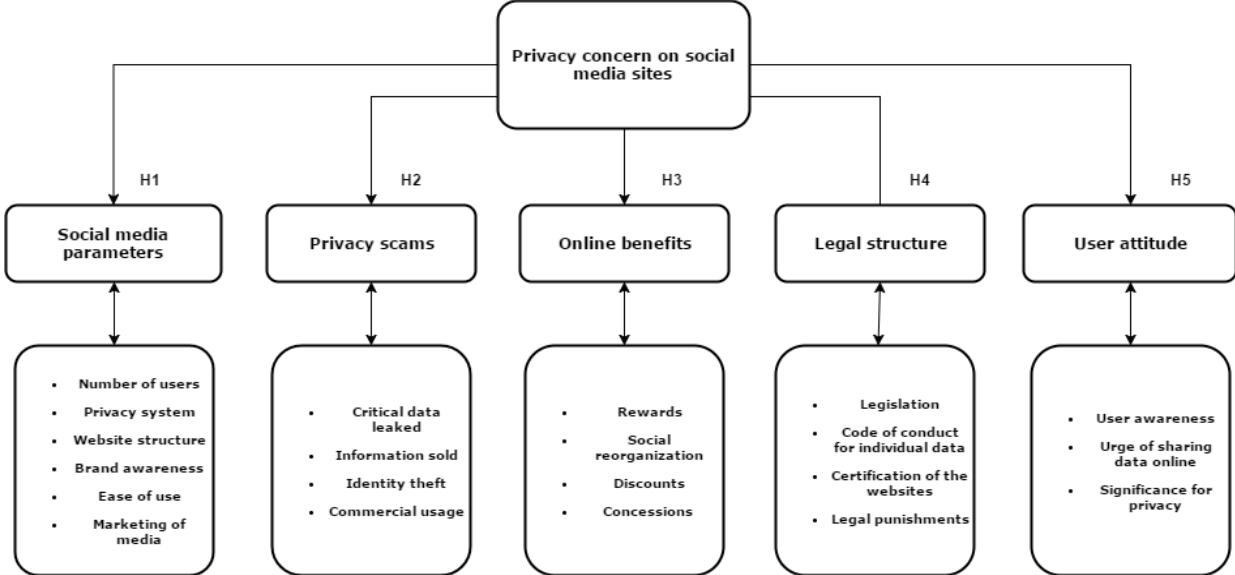 Privacy concern on social
media sites
H1
H2
H3
H4
H5
Social media
parameters
Privacy scams
Online benefits
Legal structure
User attitude
• Number of users
• Privacy system
• Website structure
• Brand awareness
• Ease of use
• Marketing of
media
• Critical data
leaked
• Information sold
• Identity theft
• Commercial usage
• Rewards
• Social
reorganization
• Discounts
• Concessions
• Legislation
• Code of conduct
for individual data
• Certification of the
websites
• Legal punishments
• User awareness
• Urge of sharing
data online
• Significance for
privacy